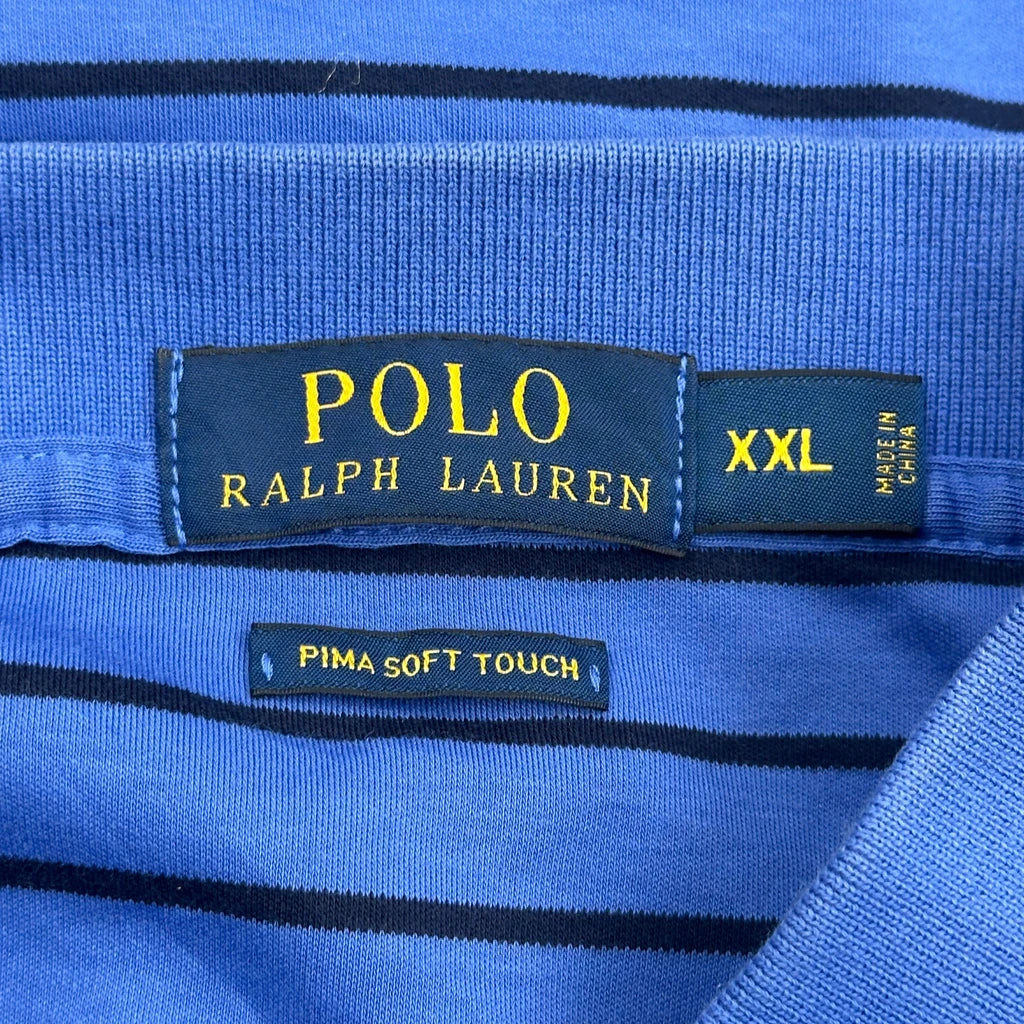 POLO
RALPH LAUREN
XXL
MADE IN
CHINA
PIMA SOFT TOUCH